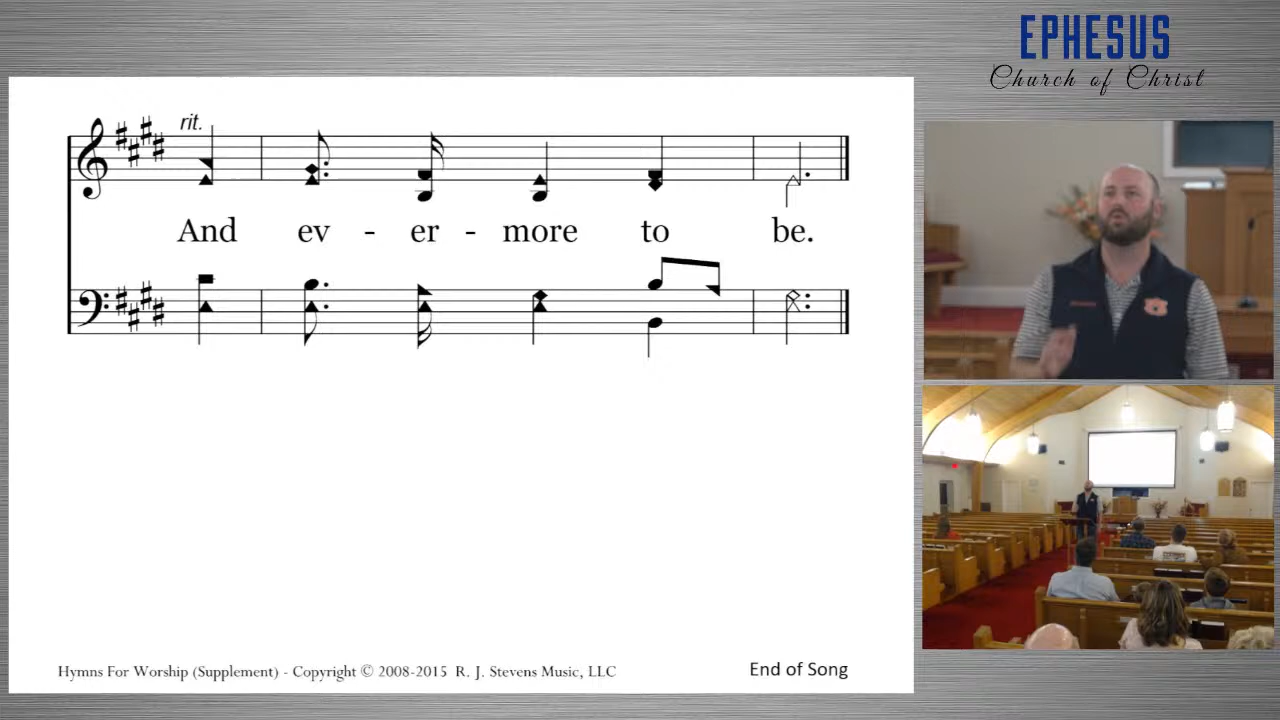 EPHESUS
Church of Christ
rit.
And ev - er - more to be.
Hymns For Worship (Supplement) - Copyright © 2008-2015 R. J. Stevens Music, LLC
End of Song